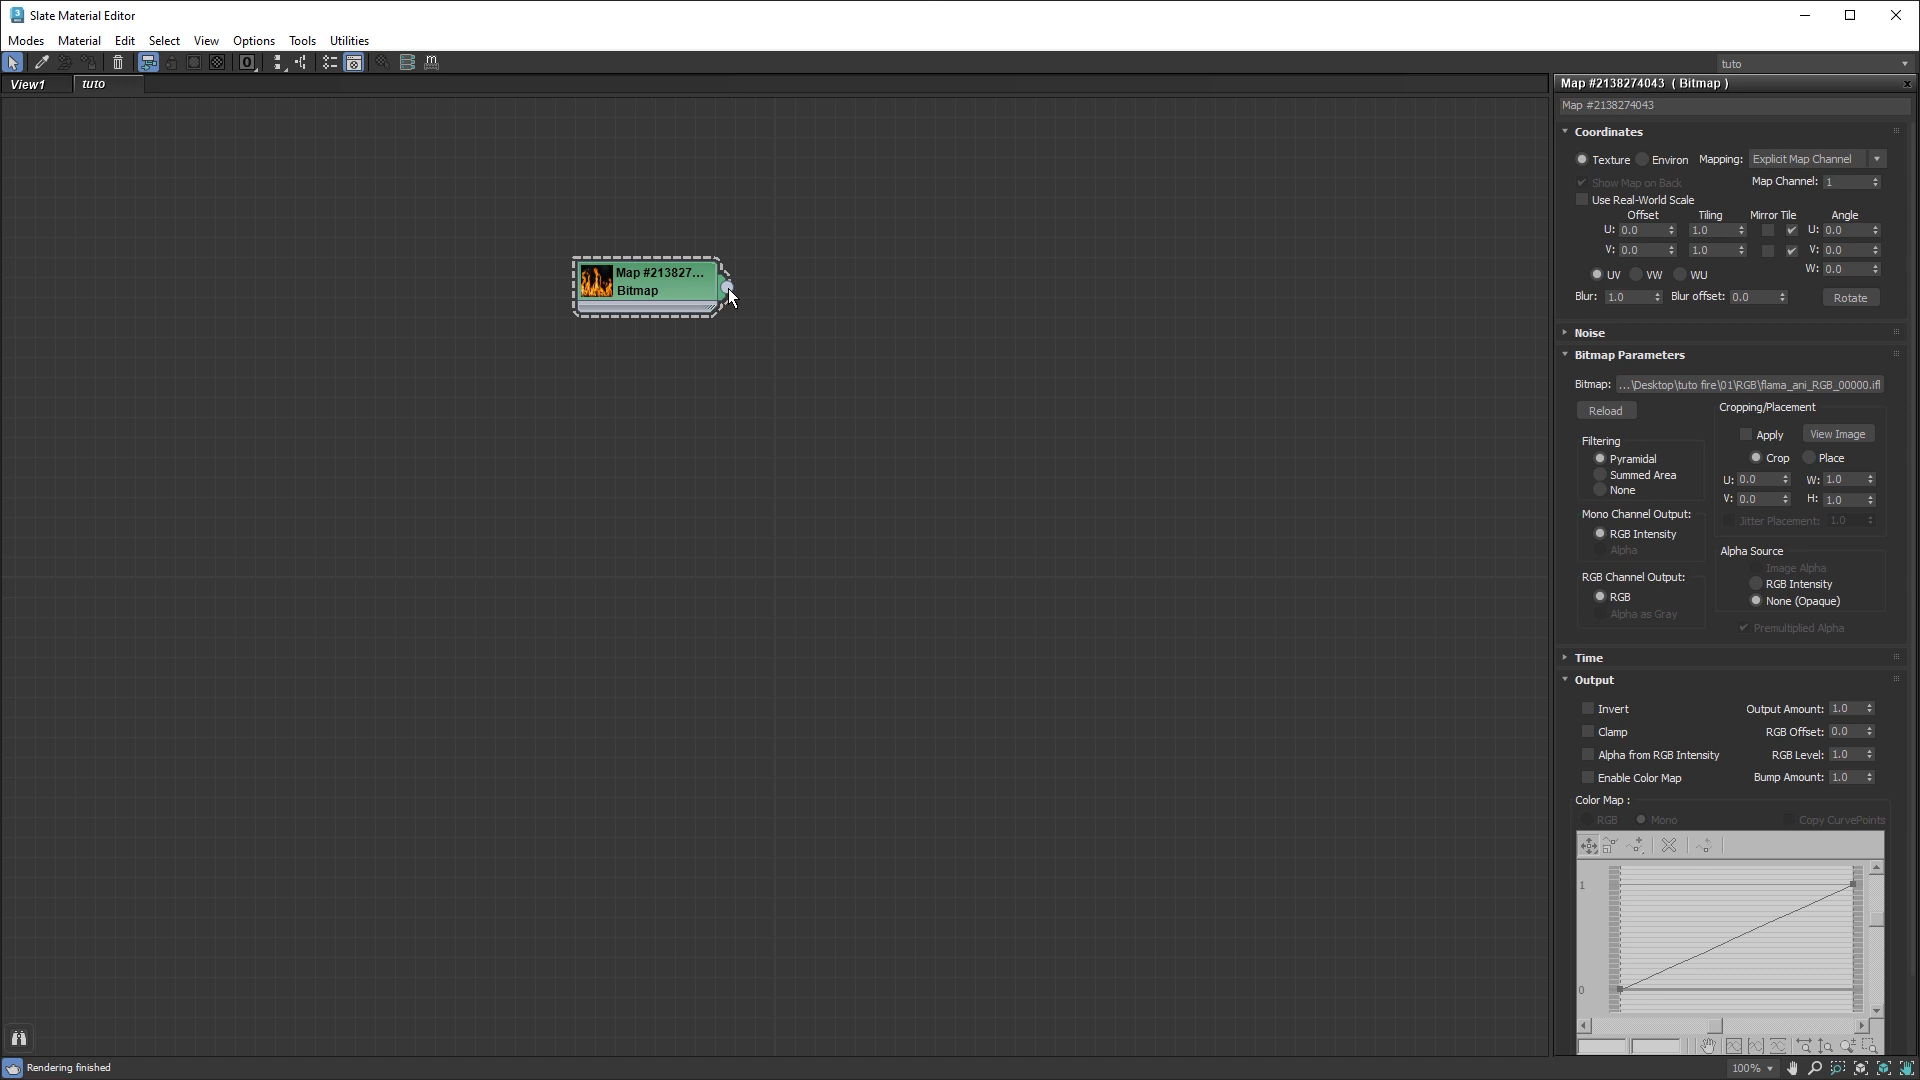 Slate Material Editor
Modes Material Edit Select View Options Tools Utilities
tuto
View1 tuto
Map #2138274043 ( Bitmap )
Map #2138274043
Coordinates
Texture Environ Mapping: Explicit Map Channel
Show Map on Back Map Channel: 1
Use Real-World Scale
Offset Tiling Mirror Tile Angle
U: 0.0 1.0 U: 0.0
V: 0.0 1.0 V: 0.0
W: 0.0
UV VW WU
Blur: 1.0 Blur offset: 0.0 Rotate
Map #213827...
Bitmap
Noise
Bitmap Parameters
Bitmap: ...\Desktop\tuto fire\01\RGB\flama_ani_RGB_00000.ifl
Reload
Cropping/Placement
Apply View Image
Crop Place
U: 0.0 W: 1.0
V: 0.0 H: 1.0
Jitter Placement: 1.0
Filtering
Pyramidal
Summed Area
None
Mono Channel Output:
RGB Intensity
Alpha
RGB Channel Output:
RGB
Alpha as Gray
Alpha Source
Image Alpha
RGB Intensity
None (Opaque)
Premultiplied Alpha
Time
Output
Invert Output Amount: 1.0
Clamp RGB Offset: 0.0
Alpha from RGB Intensity RGB Level: 1.0
Enable Color Map Bump Amount: 1.0
Color Map :
RGB Mono Copy CurvePoints
1
0
Rendering finished
100%